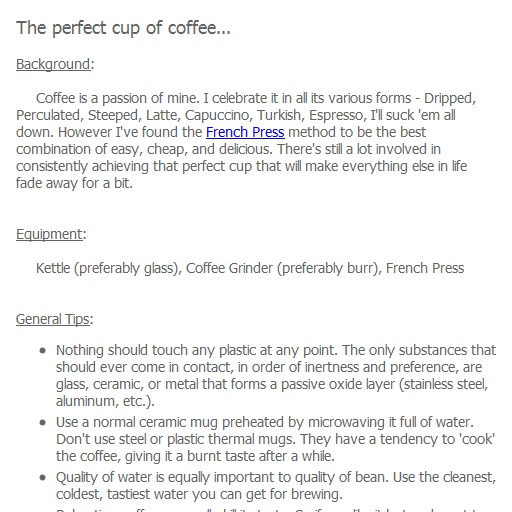 The perfect cup of coffee...
Background:
Coffee is a passion of mine. I celebrate it in all its various forms - Dripped,
Perculated, Steeped, Latte, Capuccino, Turkish, Espresso, I'll suck 'em all
down. However I've found the French Press method to be the best
combination of easy, cheap, and delicious. There's still a lot involved in
consistently achieving that perfect cup that will make everything else in life
fade away for a bit.
Equipment:
Kettle (preferably glass), Coffee Grinder (preferably burr), French Press
General Tips:
• Nothing should touch any plastic at any point. The only substances that
should ever come in contact, in order of inertness and preference, are
glass, ceramic, or metal that forms a passive oxide layer (stainless steel,
aluminum, etc.).
• Use a normal ceramic mug preheated by microwaving it full of water.
Don't use steel or plastic thermal mugs. They have a tendency to 'cook'
the coffee, giving it a burnt taste after a while.
• Quality of water is equally important to quality of bean. Use the cleanest,
coldest, tastiest water you can get for brewing.